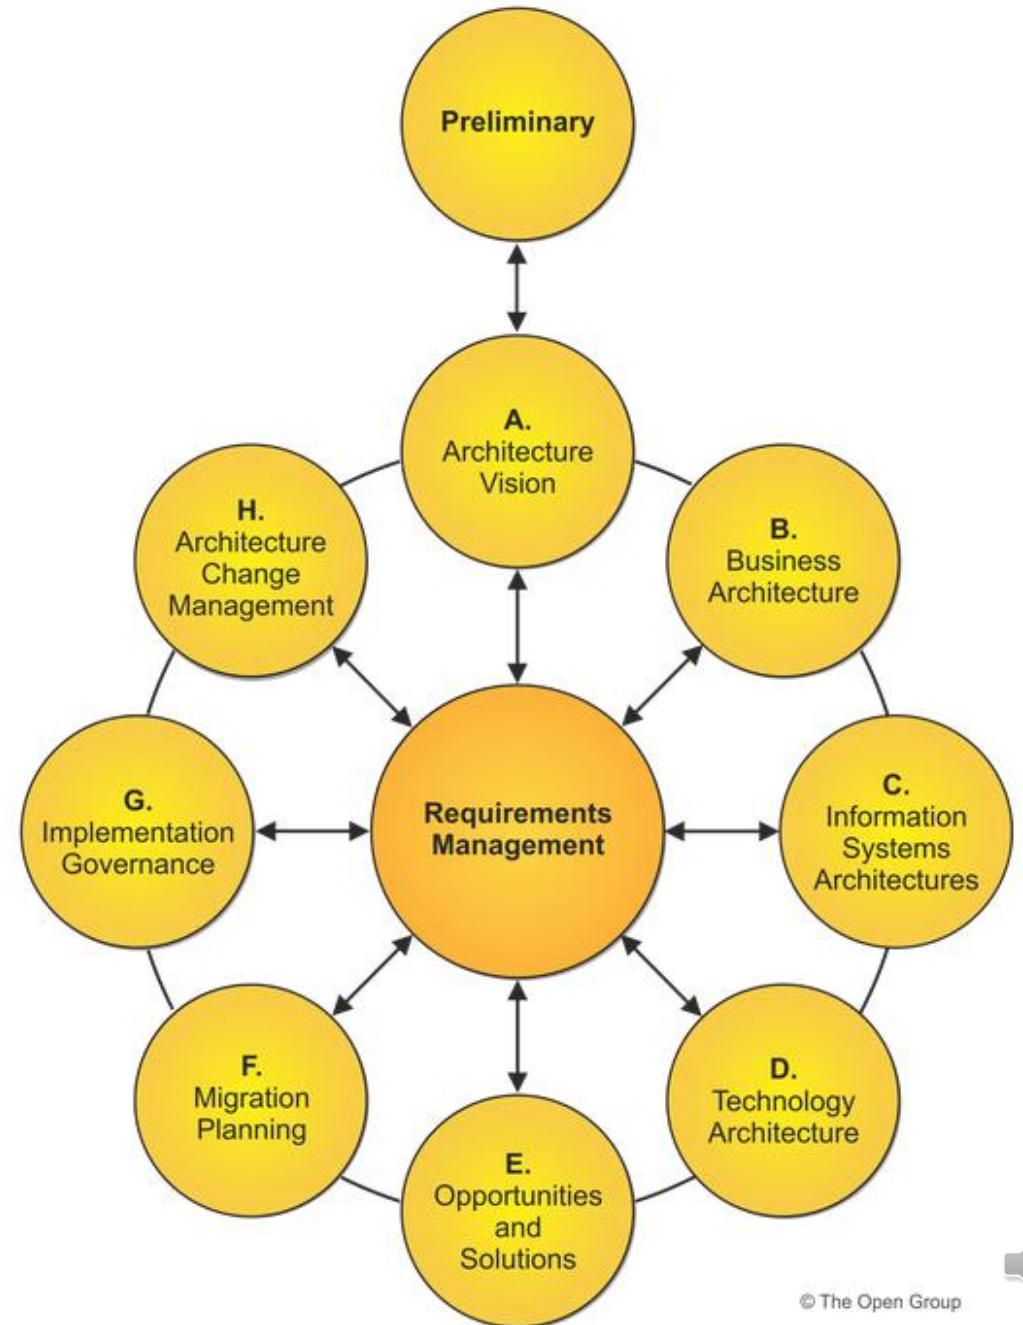 Preliminary
A.
Architecture
Vision
B.
Business
Architecture
C.
Information
Systems
Architectures
D.
Technology
Architecture
E.
Opportunities
and
Solutions
F.
Migration
Planning
G.
Implementation
Governance
H.
Architecture
Change
Management
Requirements
Management
© The Open Group